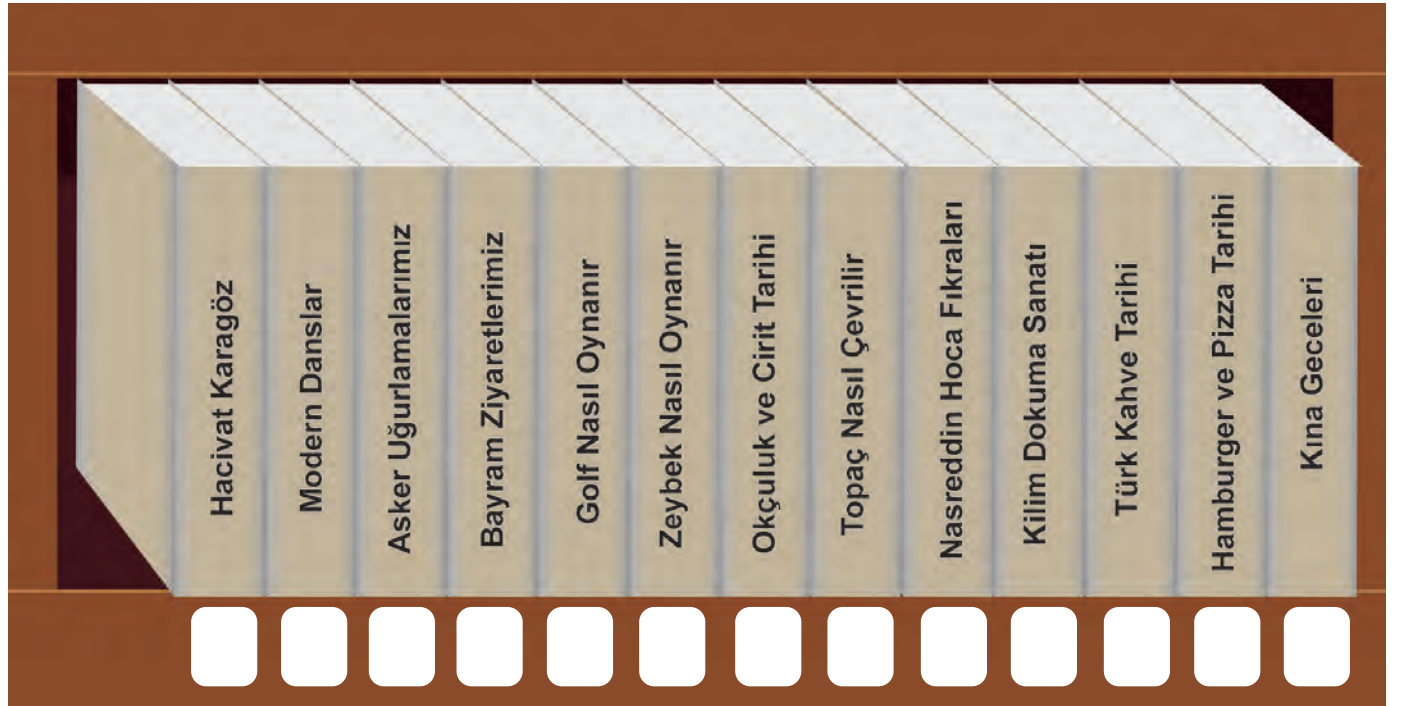 Hacivat Karagöz
Modern Danslar
Asker Uğurlamalarımız
Bayram Ziyaretlerimiz
Golf Nasıl Oynanır
Zeybek Nasıl Oynanır
Okçuluk ve Cirit Tarihi
Topaç Nasıl Çevrilir
Nasreddin Hoca Fıkraları
Kilim Dokuma Sanatı
Türk Kahve Tarihi
Hamburger ve Pizza Tarihi
Kına Geceleri